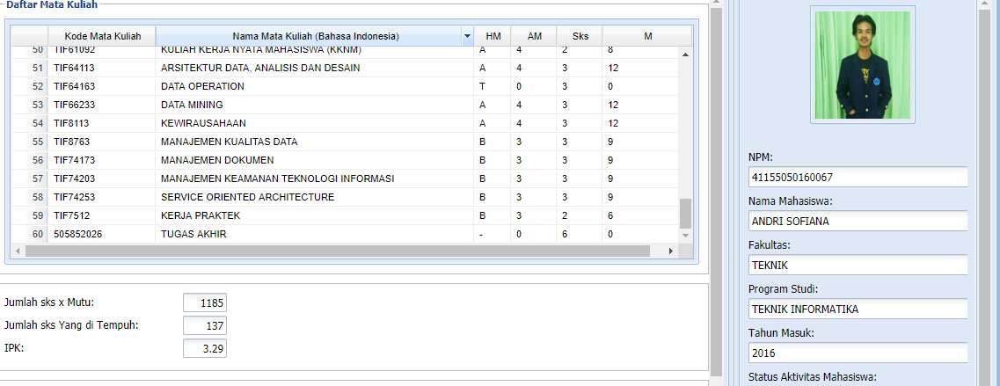 Daftar Mata Kuliah
Kode Mata Kuliah Nama Mata Kuliah (Bahasa Indonesia) HM AM Sks M
50 TIF61092 KULIAH KERJA NYATA MAHASISWA (KKNM) A 4 2 8
51 TIF64113 ARSITEKTUR DATA, ANALISIS DAN DESAIN A 4 3 12
52 TIF64163 DATA OPERATION T 0 3 0
53 TIF66233 DATA MINING A 4 3 12
54 TIF8113 KEWIRAUSAHAAN A 4 3 12
55 TIF8763 MANAJEMEN KUALITAS DATA B 3 3 9
56 TIF74173 MANAJEMEN DOKUMEN B 3 3 9
57 TIF74203 MANAJEMEN KEAMANAN TEKNOLOGI INFORMASI B 3 3 9
58 TIF74253 SERVICE ORIENTED ARCHITECTURE B 3 3 9
59 TIF7512 KERJA PRAKTEK B 3 2 6
60 505852026 TUGAS AKHIR - 0 6 0
Jumlah sks x Mutu: 1185
Jumlah sks Yang di Tempuh: 137
IPK: 3.29
NPM:
41155050160067
Nama Mahasiswa:
ANDRI SOFIANA
Fakultas:
TEKNIK
Program Studi:
TEKNIK INFORMATIKA
Tahun Masuk:
2016
Status Aktivitas Mahasiswa: